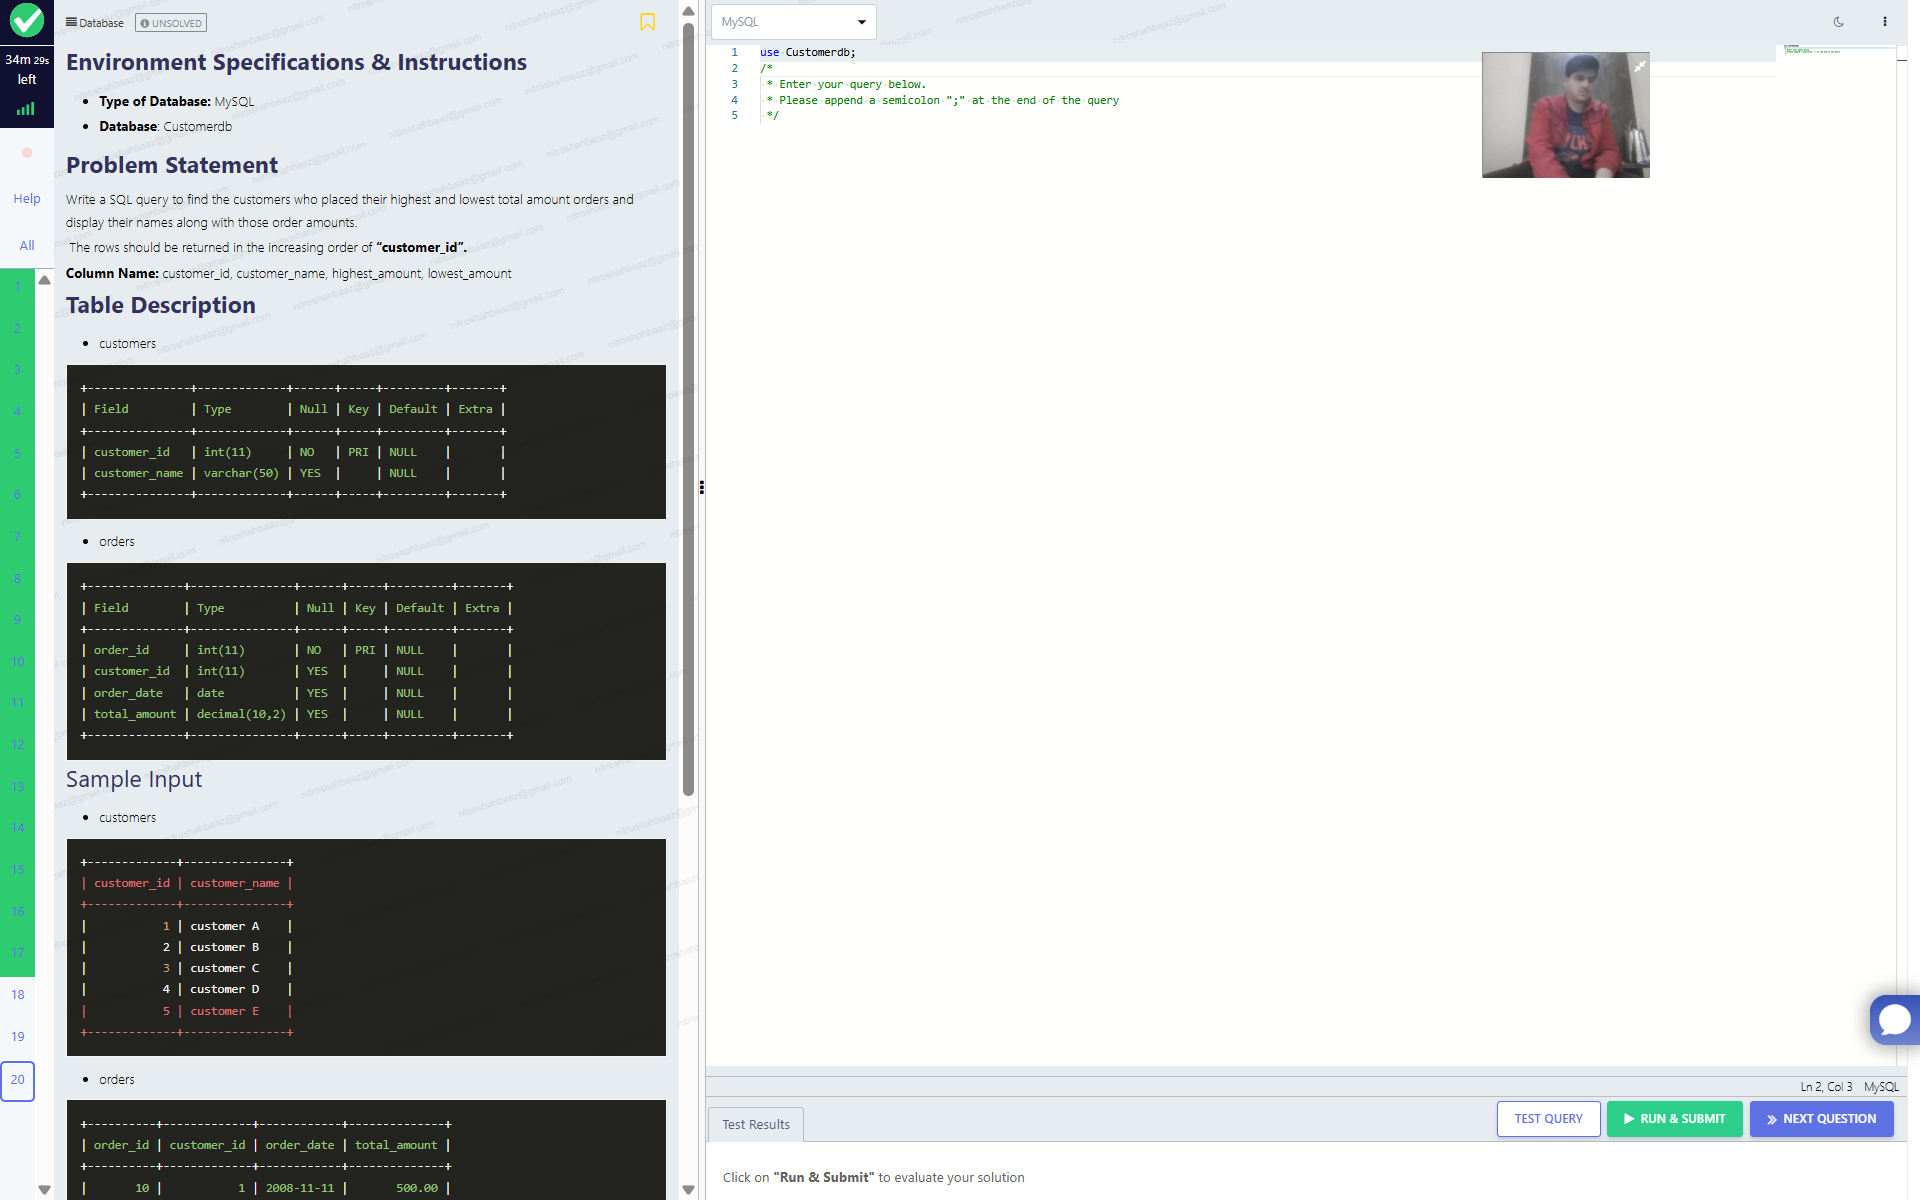 Database
UNSOLVED
34m 29s
left
Help
All
1
2
3
4
5
6
7
8
9
10
11
12
13
14
15
16
17
18
19
20
Environment Specifications & Instructions
• Type of Database: MySQL
• Database: Customerdb
Problem Statement
Write a SQL query to find the customers who placed their highest and lowest total amount orders and
display their names along with those order amounts.
The rows should be returned in the increasing order of “customer_id”.
Column Name: customer_id, customer_name, highest_amount, lowest_amount
Table Description
• customers
+---------------+-------------+------+-----+---------+-------+
| Field         | Type        | Null | Key | Default | Extra |
+---------------+-------------+------+-----+---------+-------+
| customer_id   | int(11)     | NO   | PRI | NULL    |       |
| customer_name | varchar(50) | YES  |     | NULL    |       |
+---------------+-------------+------+-----+---------+-------+
• orders
+--------------+---------------+------+-----+---------+-------+
| Field        | Type          | Null | Key | Default | Extra |
+--------------+---------------+------+-----+---------+-------+
| order_id     | int(11)       | NO   | PRI | NULL    |       |
| customer_id  | int(11)       | YES  |     | NULL    |       |
| order_date   | date          | YES  |     | NULL    |       |
| total_amount | decimal(10,2) | YES  |     | NULL    |       |
+--------------+---------------+------+-----+---------+-------+
Sample Input
• customers
+-------------+---------------+
| customer_id | customer_name |
+-------------+---------------+
|           1 | customer A    |
|           2 | customer B    |
|           3 | customer C    |
|           4 | customer D    |
|           5 | customer E    |
+-------------+---------------+
• orders
+----------+-------------+------------+--------------+
| order_id | customer_id | order_date | total_amount |
+----------+-------------+------------+--------------+
|       10 |           1 | 2008-11-11 |       500.00 |
nitroshahbaaz@gmail.com
MySQL
1 use Customerdb;
2 /*
3  * Enter your query below.
4  * Please append a semicolon ";" at the end of the query
5  */
Ln 2, Col 3 MySQL
Test Results
TEST QUERY
RUN & SUBMIT
NEXT QUESTION
Click on "Run & Submit" to evaluate your solution